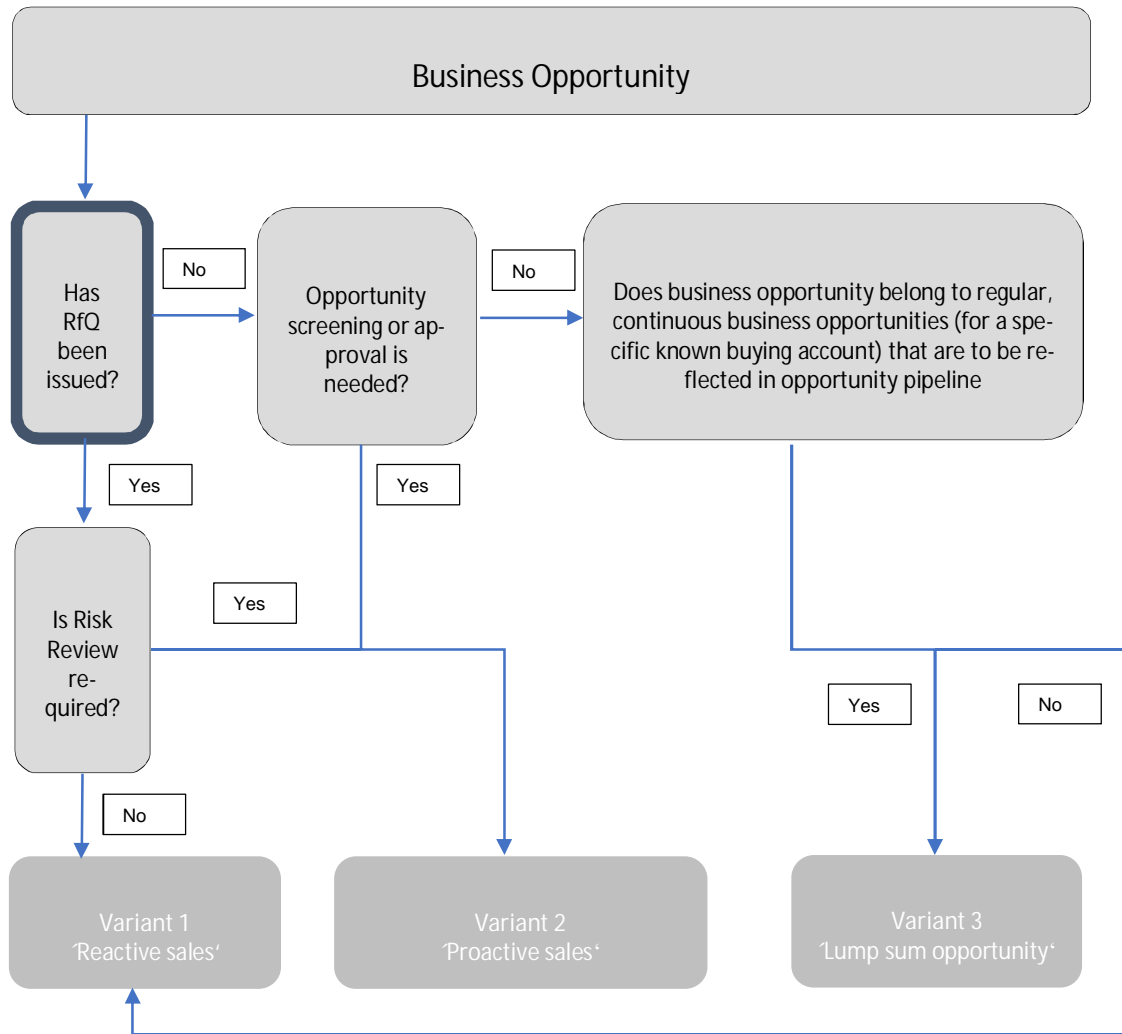 Business Opportunity
Has
RfQ
been
issued?
No
Opportunity
screening or ap-
proval is
needed?
No
Does business opportunity belong to regular,
continuous business opportunities (for a spe-
cific known buying account) that are to be re-
flected in opportunity pipeline
Yes
Yes
Is Risk
Review
re-
quired?
Yes
Yes
No
No
Variant 1
´Reactive sales‘
Variant 2
´Proactive sales‘
Variant 3
´Lump sum opportunity‘